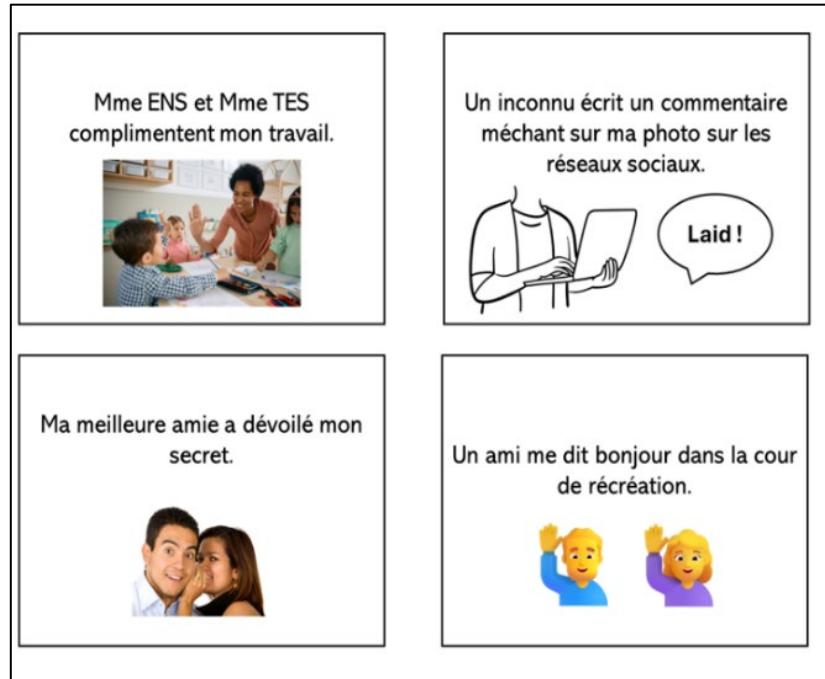 Mme ENS et Mme TES
complimentent mon travail.
Un inconnu écrit un commentaire
méchant sur ma photo sur les
réseaux sociaux.
Laid !
Ma meilleure amie a dévoilé mon
secret.
Un ami me dit bonjour dans la cour
de récréation.